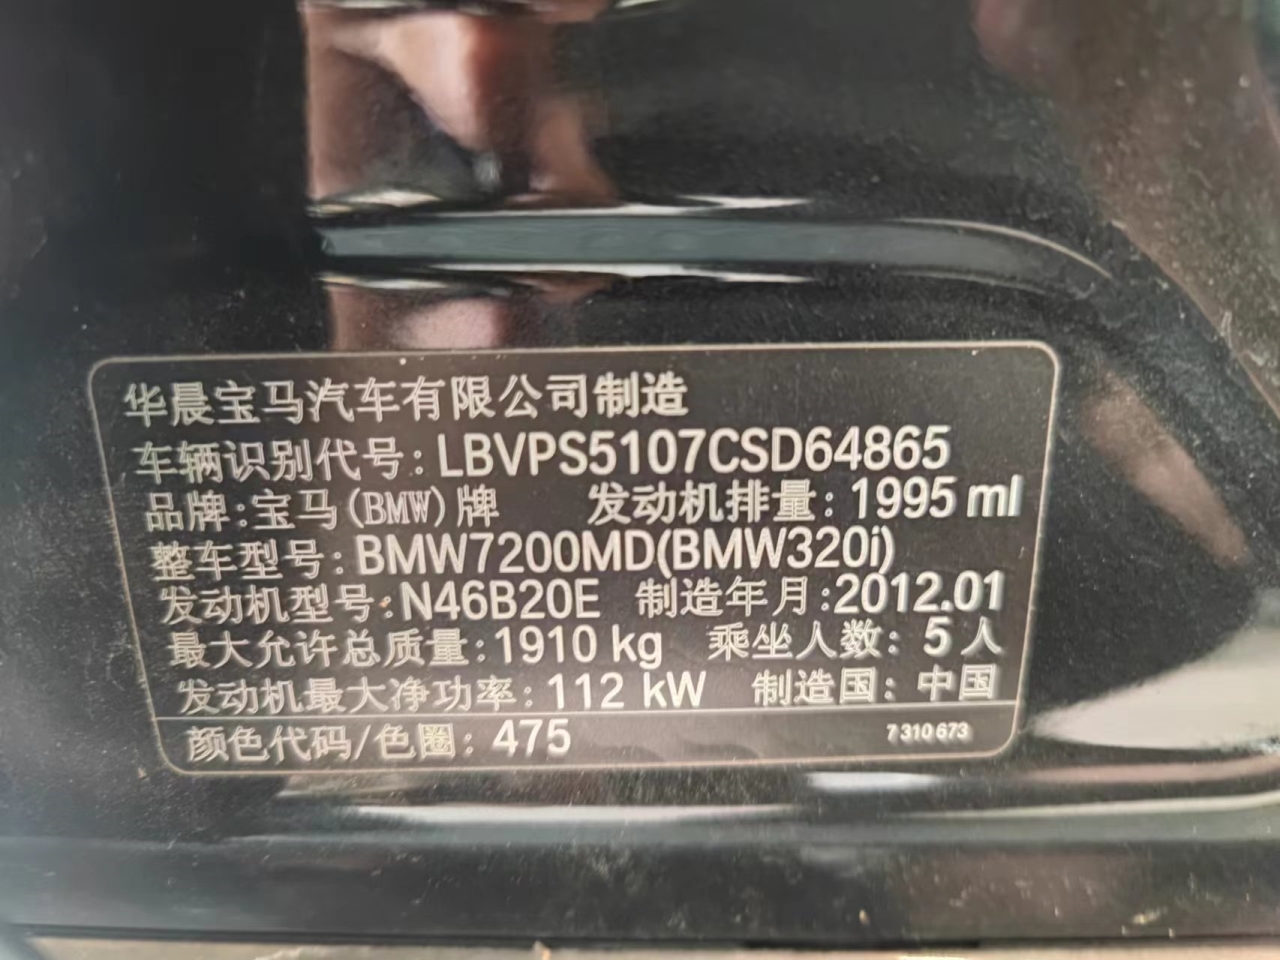 华晨宝马汽车有限公司制造
车辆识别代号:LBVPS5107CSD64865
品牌:宝马(BMW)牌 发动机排量:1995 ml
整车型号:BMW7200MD(BMW320i)
发动机型号:N46B20E 制造年月:2012.01
最大允许总质量:1910 kg 乘坐人数:5人
发动机最大净功率:112 kW 制造国:中国
颜色代码/色圈:475 7 310 673